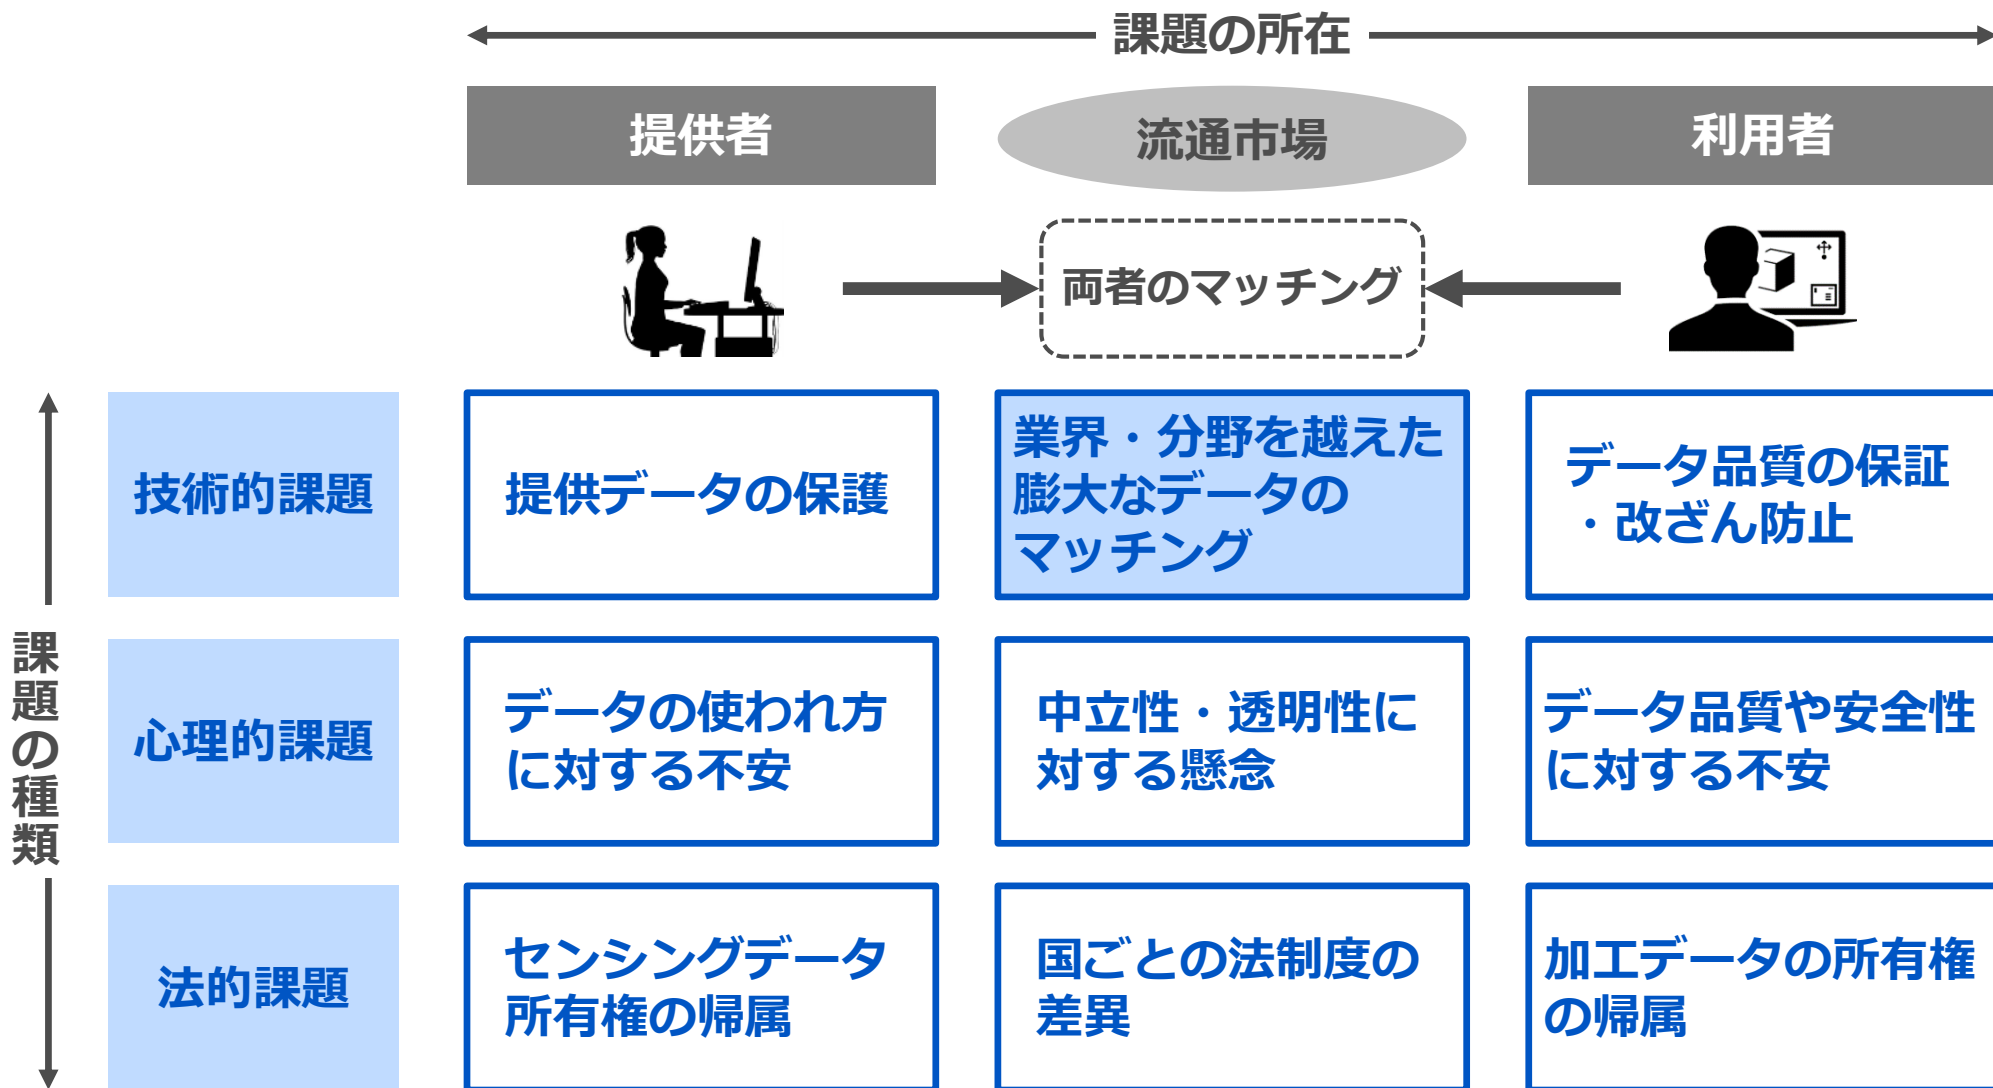 課題の所在
提供者
流通市場
利用者
両者のマッチング
課題の種類
技術的課題
提供データの保護
業界・分野を越えた
膨大なデータの
マッチング
データ品質の保証
・改ざん防止
心理的課題
データの使われ方
に対する不安
中立性・透明性に
対する懸念
データ品質や安全性
に対する不安
法的課題
センシングデータ
所有権の帰属
国ごとの法制度の
差異
加工データの所有権
の帰属